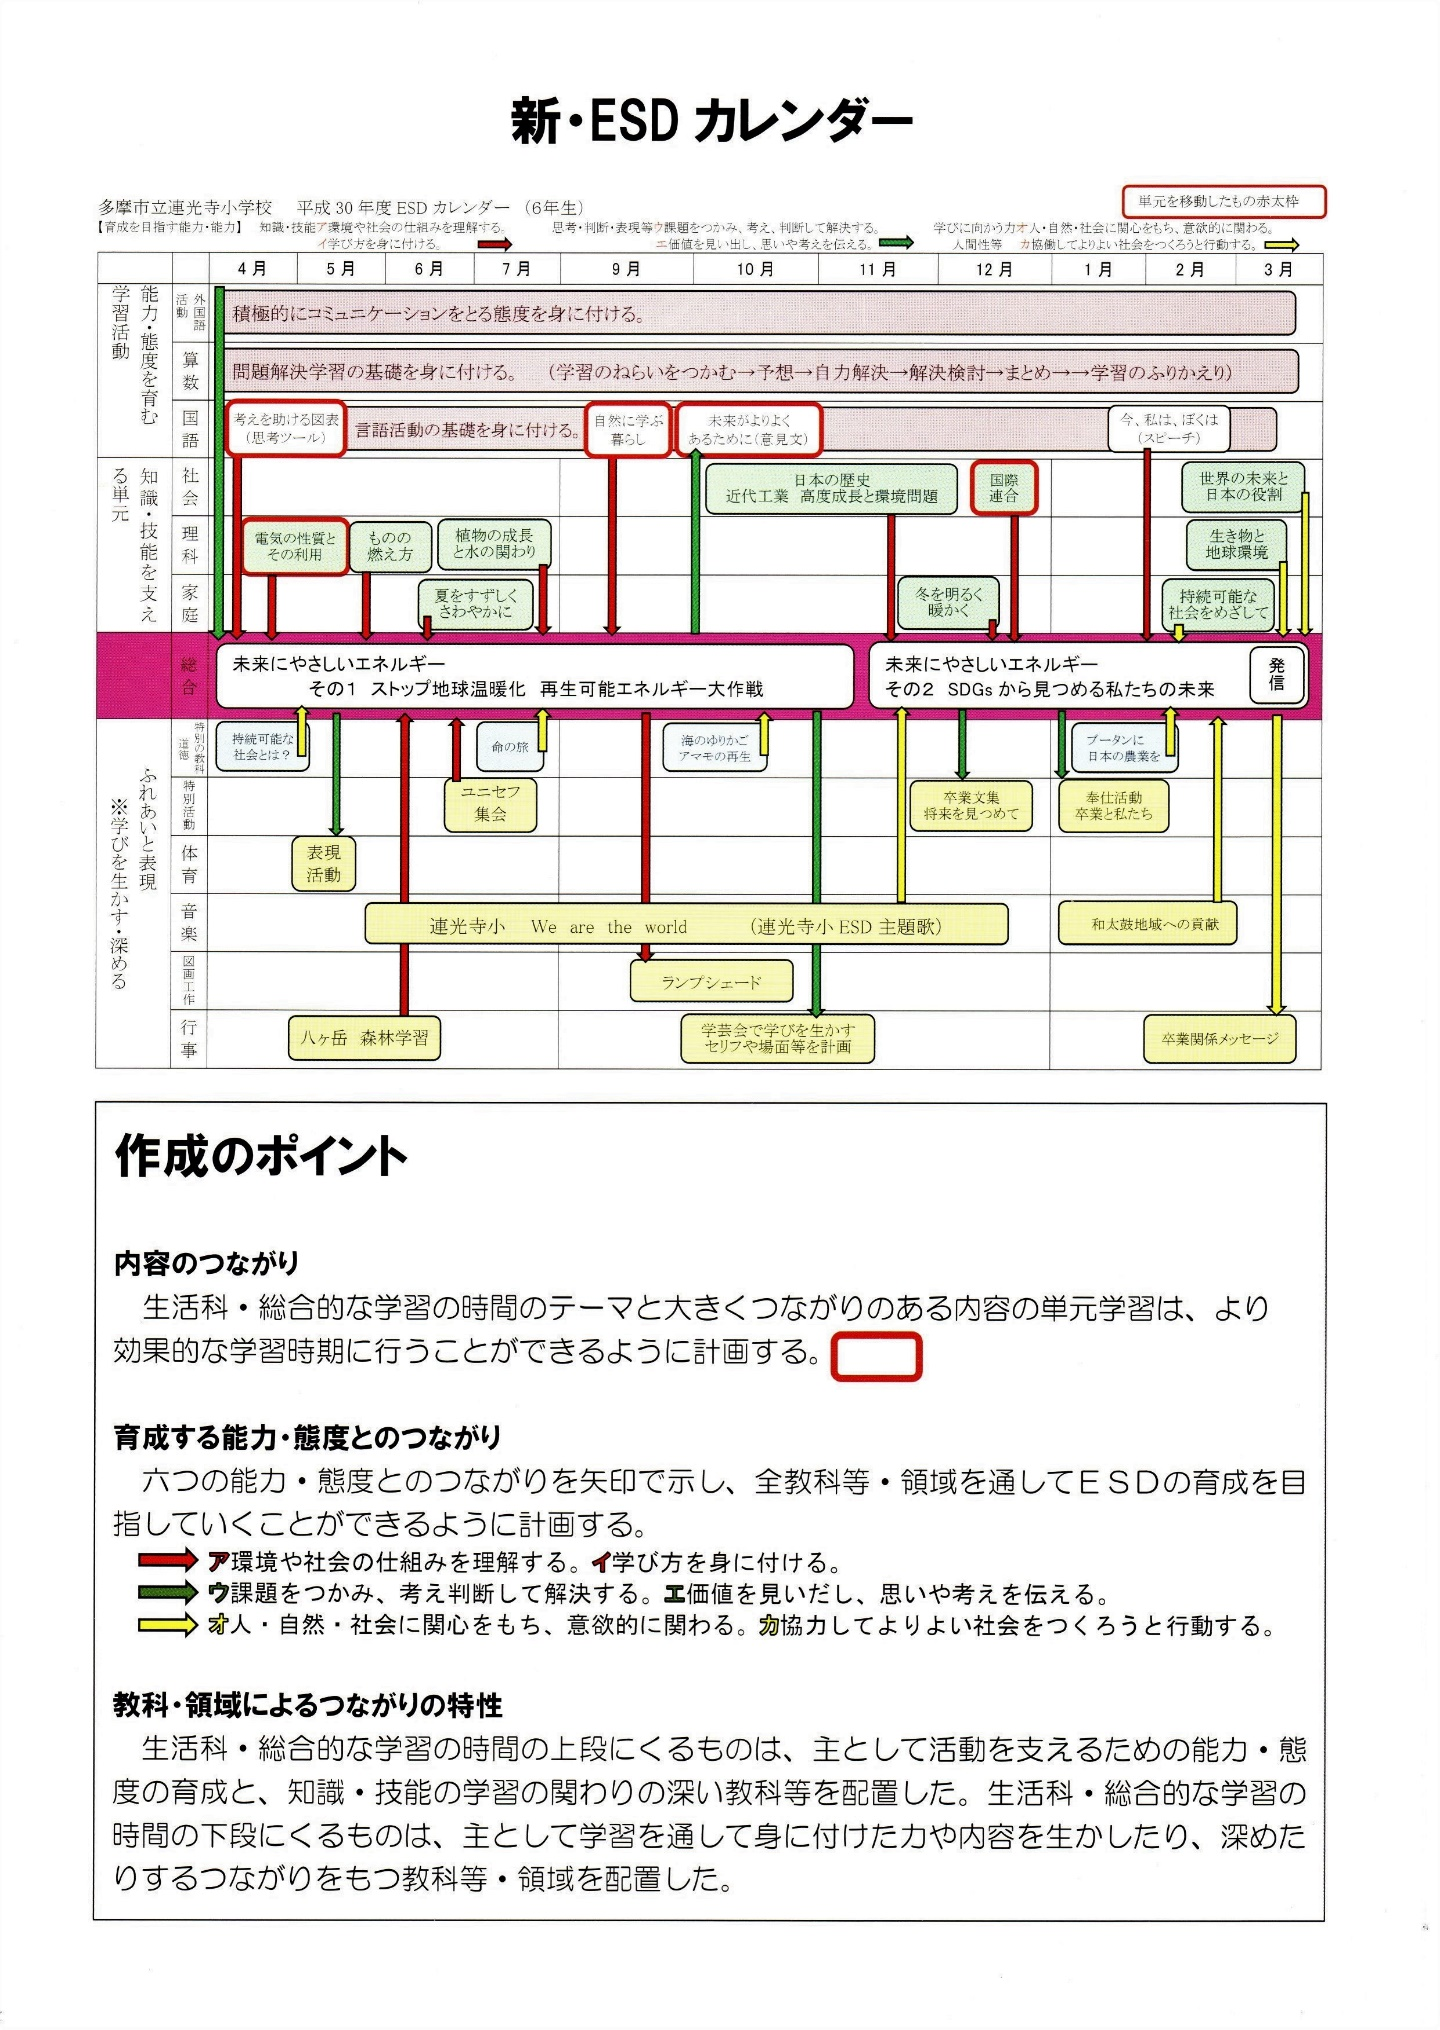 新・ESD カレンダー
単元を移動したもの赤太枠
多摩市立連光寺小学校　平成 30 年度 ESD カレンダー （6年生）
【育成を目指す能力・能力】　知識・技能ア環境や社会の仕組みを理解する。　思考・判断・表現等ウ課題をつかみ、考え、判断して解決する。　学びに向かう力オ人・自然・社会に関心をもち、意欲的に関わる。
イ学び方を身に付ける。　エ価値を見い出し、思いや考えを伝える。　人間性等　カ協働してよりよい社会をつくろうと行動する。
4 月　5 月　6 月　7 月　9 月　10 月　11 月　12 月　1 月　2 月　3 月
能力・態度を育む
学習活動
外国語
活動
積極的にコミュニケーションをとる態度を身に付ける。
算数
問題解決学習の基礎を身に付ける。　（学習のねらいをつかむ→予想→自力解決→解決検討→まとめ→→学習のふりかえり）
国語
考えを助ける図表
（思考ツール）
言語活動の基礎を身に付ける。
自然に学ぶ
暮らし
未来がよりよく
あるために（意見文）
今、私は、ぼくは
（スピーチ）
知識・技能を支え
る単元
社会
日本の歴史
近代工業　高度成長と環境問題
国際
連合
世界の未来と
日本の役割
理科
電気の性質と
その利用
ものの
燃え方
植物の成長
と水の関わり
生き物と
地球環境
家庭
夏をすずしく
さわやかに
冬を明るく
暖かく
持続可能な
社会をめざして
総合
未来にやさしいエネルギー
その１　ストップ地球温暖化　再生可能エネルギー大作戦
未来にやさしいエネルギー
その２　SDGs から見つめる私たちの未来
発信
ふれあいと表現
※学びを生かす・深める
特別の教科
道徳
持続可能な
社会とは？
命の旅
海のゆりかご
アマモの再生
ブータンに
日本の農業を
特別活動
ユニセフ
集会
卒業文集
将来を見つめて
奉仕活動
卒業と私たち
体育
表現
活動
音楽
連光寺小　We are the world　（連光寺小 ESD 主題歌）
和太鼓地域への貢献
図画工作
ランプシェード
行事
八ヶ岳　森林学習
学芸会で学びを生かす
セリフや場面等を計画
卒業関係メッセージ
作成のポイント
内容のつながり
生活科・総合的な学習の時間のテーマと大きくつながりのある内容の単元学習は、より
効果的な学習時期に行うことができるように計画する。
育成する能力・態度とのつながり
六つの能力・態度とのつながりを矢印で示し、全教科等・領域を通してＥＳＤの育成を目
指していくことができるように計画する。
ア環境や社会の仕組みを理解する。イ学び方を身に付ける。
ウ課題をつかみ、考え判断して解決する。エ価値を見いだし、思いや考えを伝える。
オ人・自然・社会に関心をもち、意欲的に関わる。カ協力してよりよい社会をつくろうと行動する。
教科・領域によるつながりの特性
生活科・総合的な学習の時間の上段にくるものは、主として活動を支えるための能力・態
度の育成と、知識・技能の学習の関わりの深い教科等を配置した。生活科・総合的な学習の
時間の下段にくるものは、主として学習を通して身に付けた力や内容を生かしたり、深めた
りするつながりをもつ教科等・領域を配置した。